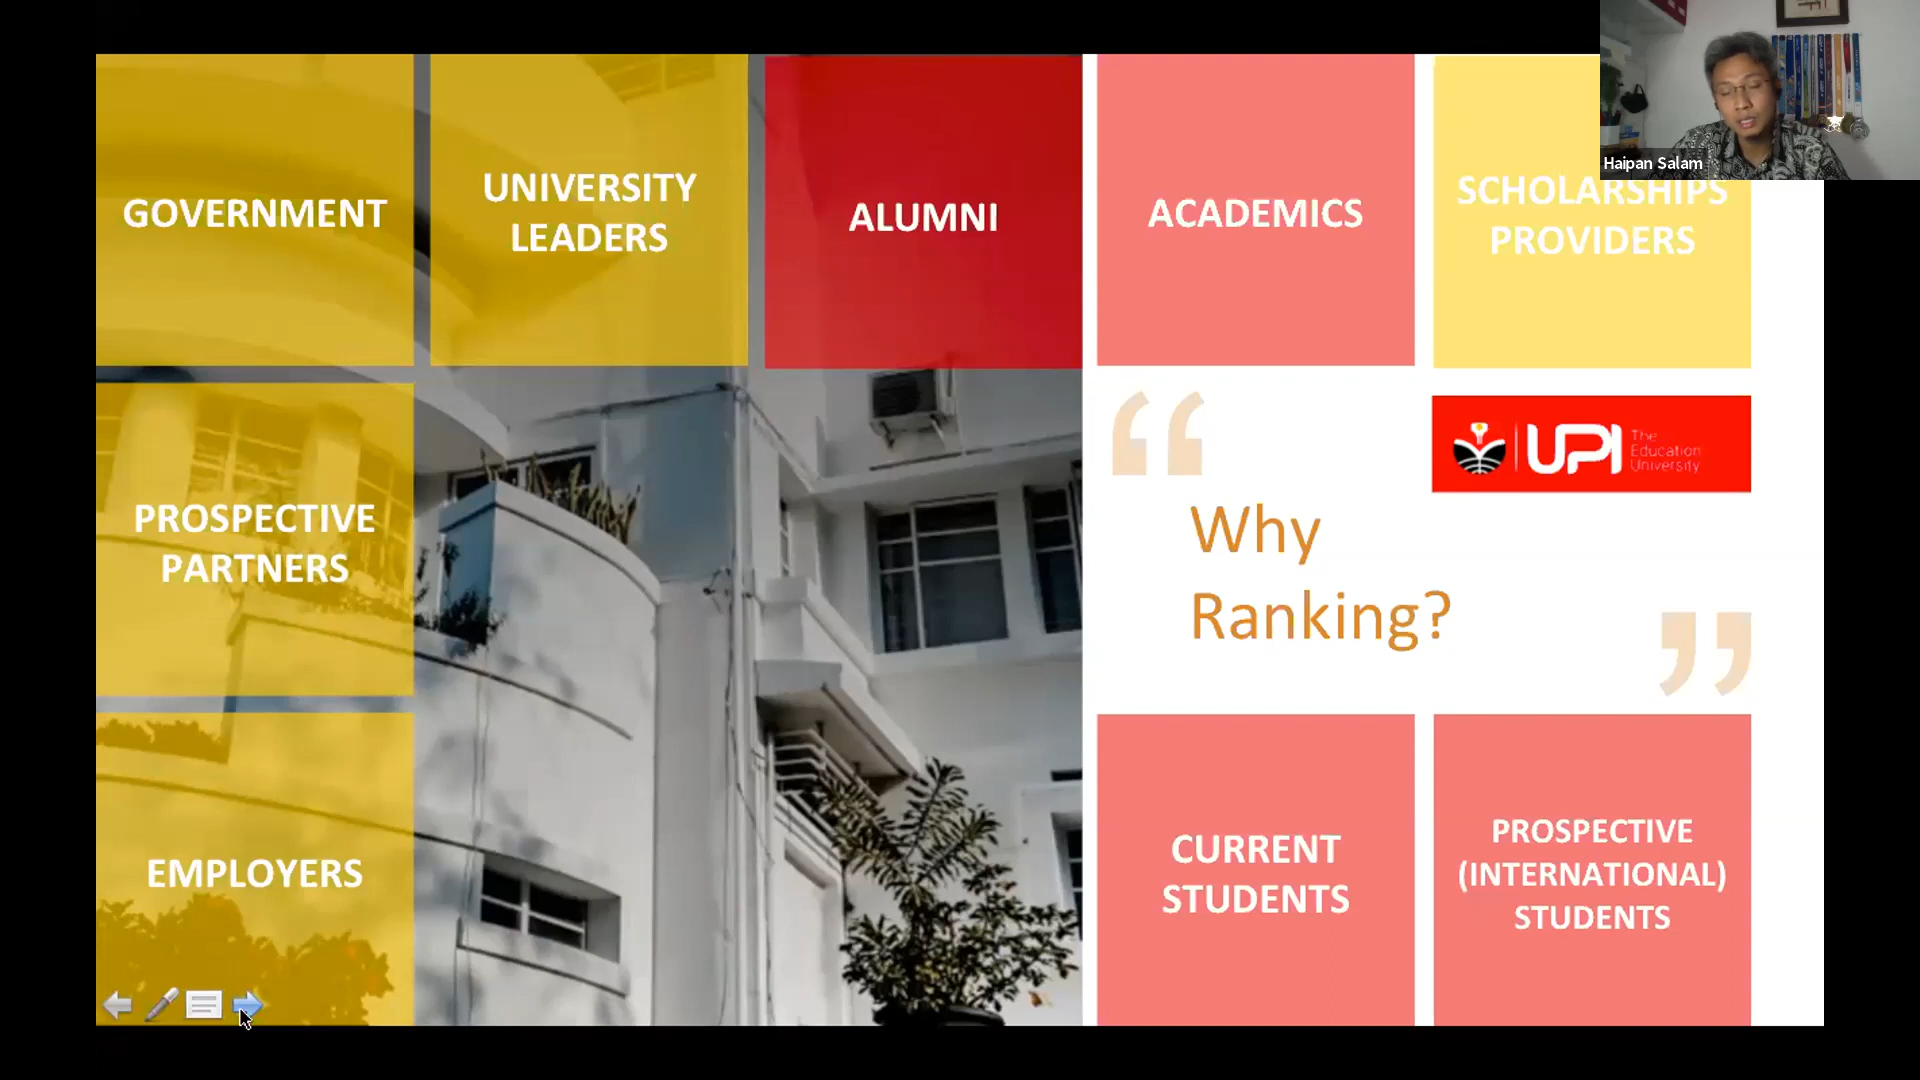 Haipan Salam
GOVERNMENT
UNIVERSITY
LEADERS
ALUMNI
ACADEMICS
SCHOLARSHIPS
PROVIDERS
UPI
The
Education
University
“
Why
Ranking?
”
PROSPECTIVE
PARTNERS
EMPLOYERS
CURRENT
STUDENTS
PROSPECTIVE
(INTERNATIONAL)
STUDENTS